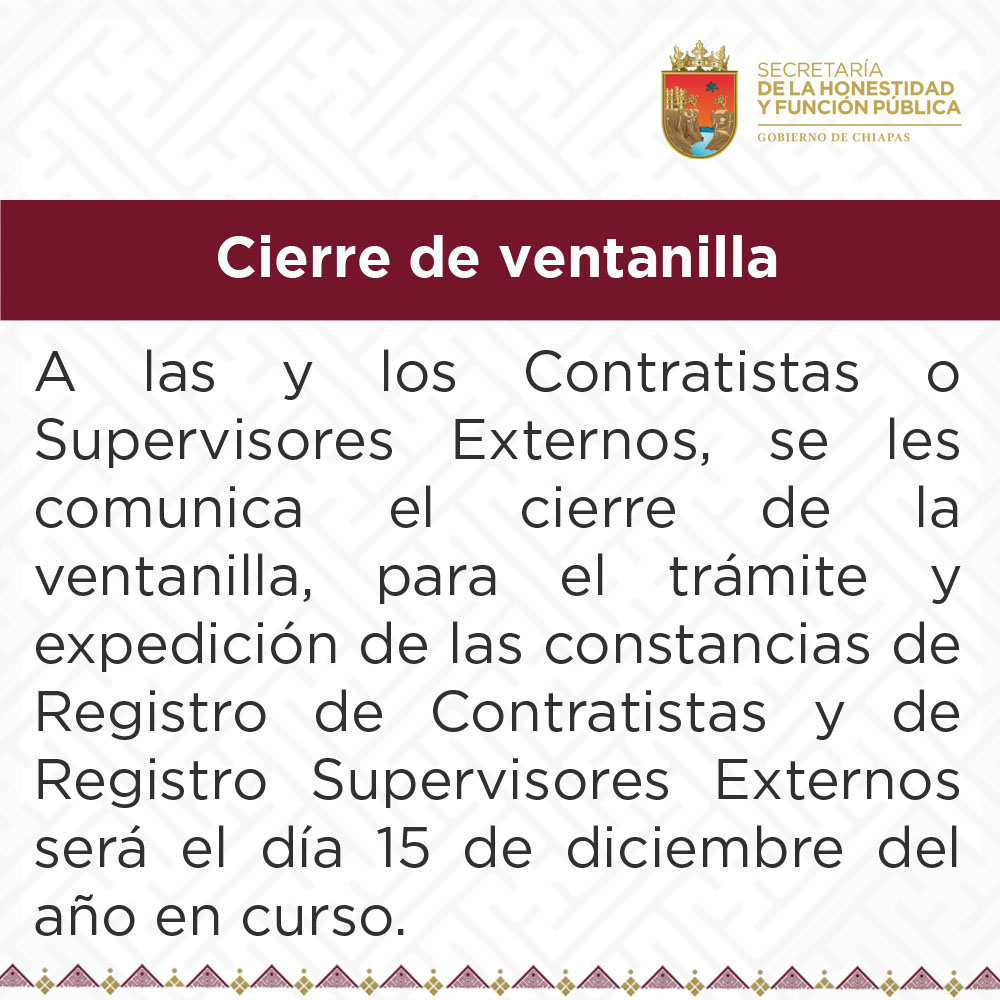 SECRETARÍA
DE LA HONESTIDAD
Y FUNCIÓN PÚBLICA
GOBIERNO DE CHIAPAS
Cierre de ventanilla
A las y los Contratistas o
Supervisores Externos, se les
comunica el cierre de la
ventanilla, para el trámite y
expedición de las constancias de
Registro de Contratistas y de
Registro Supervisores Externos
será el día 15 de diciembre del
año en curso.